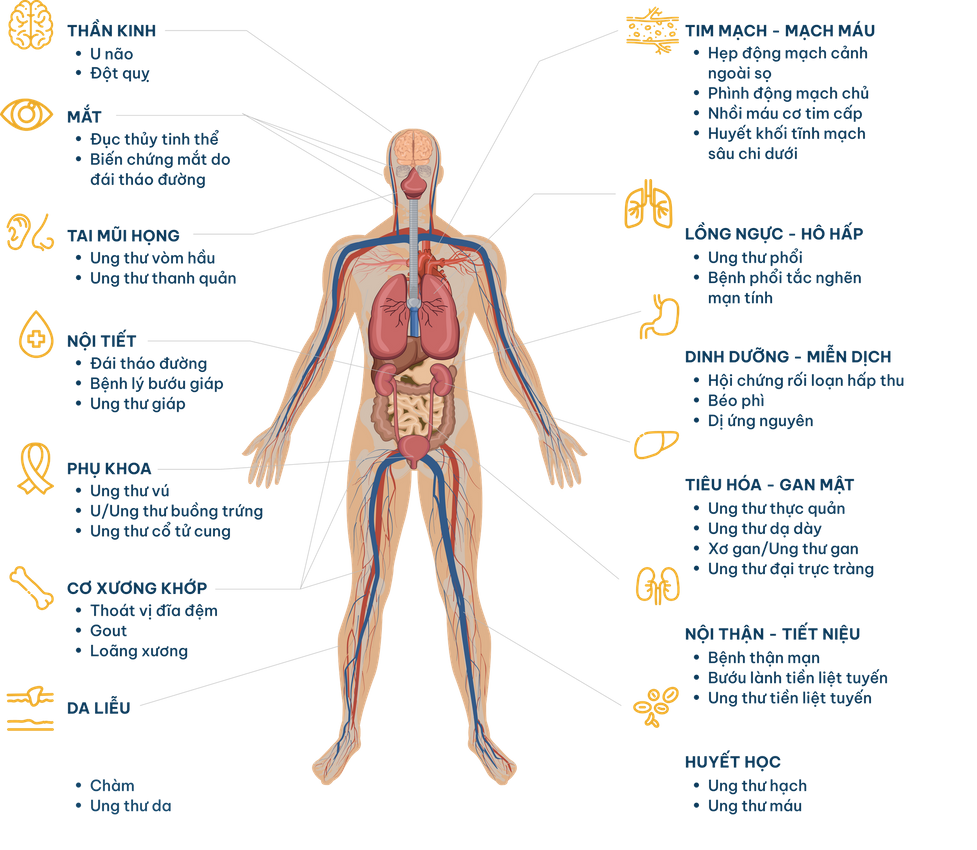 THẦN KINH
• U não
• Đột quỵ
MẮT
• Đục thủy tinh thể
• Biến chứng mắt do
đái tháo đường
TAI MŨI HỌNG
• Ung thư vòm hầu
• Ung thư thanh quản
NỘI TIẾT
• Đái tháo đường
• Bệnh lý bướu giáp
• Ung thư giáp
PHỤ KHOA
• Ung thư vú
• U/Ung thư buồng trứng
• Ung thư cổ tử cung
CƠ XƯƠNG KHỚP
• Thoát vị đĩa đệm
• Gout
• Loãng xương
DA LIỄU
• Chàm
• Ung thư da
TIM MẠCH - MẠCH MÁU
• Hẹp động mạch cảnh
ngoài sọ
• Phình động mạch chủ
• Nhồi máu cơ tim cấp
• Huyết khối tĩnh mạch
sâu chi dưới
LỒNG NGỰC - HÔ HẤP
• Ung thư phổi
• Bệnh phổi tắc nghẽn
mạn tính
DINH DƯỠNG - MIỄN DỊCH
• Hội chứng rối loạn hấp thu
• Béo phì
• Dị ứng nguyên
TIÊU HÓA - GAN MẬT
• Ung thư thực quản
• Ung thư dạ dày
• Xơ gan/Ung thư gan
• Ung thư đại trực tràng
NỘI THẬN - TIẾT NIỆU
• Bệnh thận mạn
• Bướu lành tiền liệt tuyến
• Ung thư tiền liệt tuyến
HUYẾT HỌC
• Ung thư hạch
• Ung thư máu